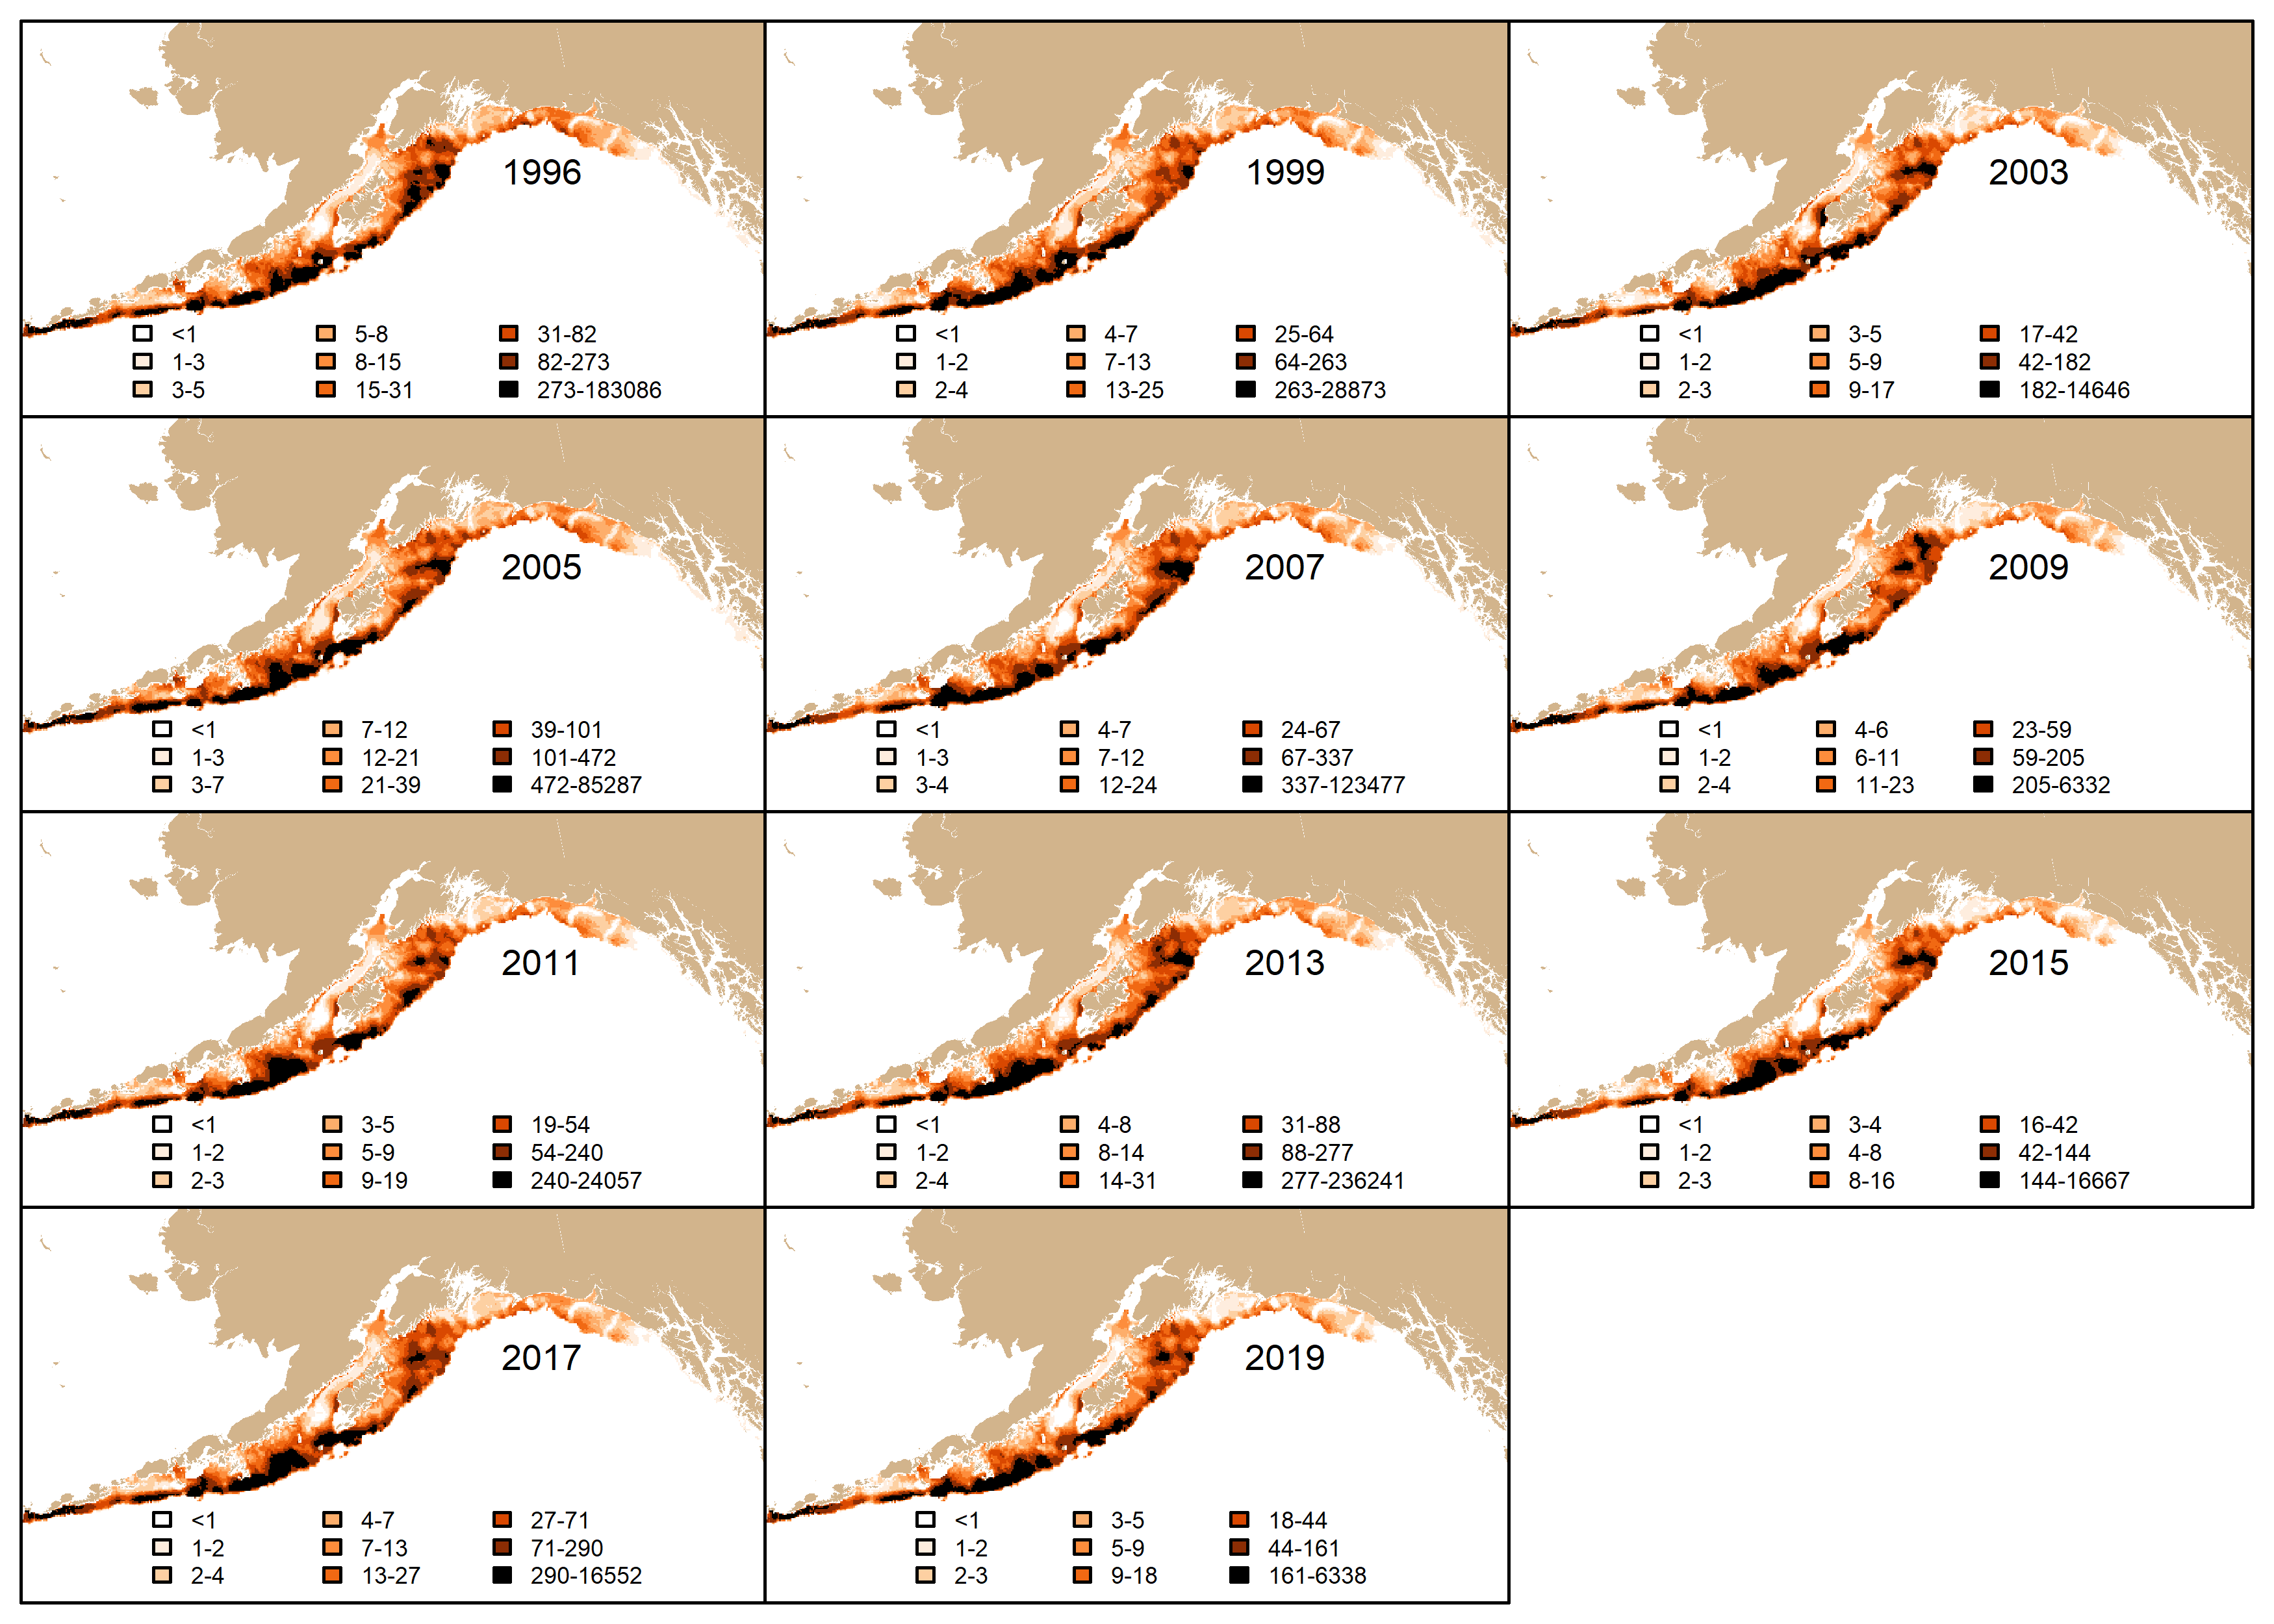 1996
<1 5-8 31-82
1-3 8-15 82-273
3-5 15-31 273-183086
1999
<1 4-7 25-64
1-2 7-13 64-263
2-4 13-25 263-28873
2003
<1 3-5 17-42
1-2 5-9 42-182
2-3 9-17 182-14646
2005
<1 7-12 39-101
1-3 12-21 101-472
3-7 21-39 472-85287
2007
<1 4-7 24-67
1-3 7-12 67-337
3-4 12-24 337-123477
2009
<1 4-6 23-59
1-2 6-11 59-205
2-4 11-23 205-6332
2011
<1 3-5 19-54
1-2 5-9 54-240
2-3 9-19 240-24057
2013
<1 4-8 31-88
1-2 8-14 88-277
2-4 14-31 277-236241
2015
<1 3-4 16-42
1-2 4-8 42-144
2-3 8-16 144-16667
2017
<1 4-7 27-71
1-2 7-13 71-290
2-4 13-27 290-16552
2019
<1 3-5 18-44
1-2 5-9 44-161
2-3 9-18 161-6338